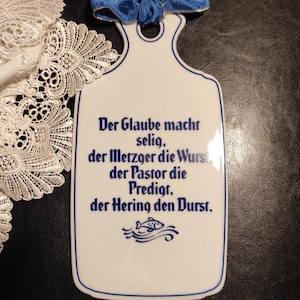 Der Glaube macht
selig,
der Metzger die Wurst
der Pastor die
Predigt,
der Hering den Durst.